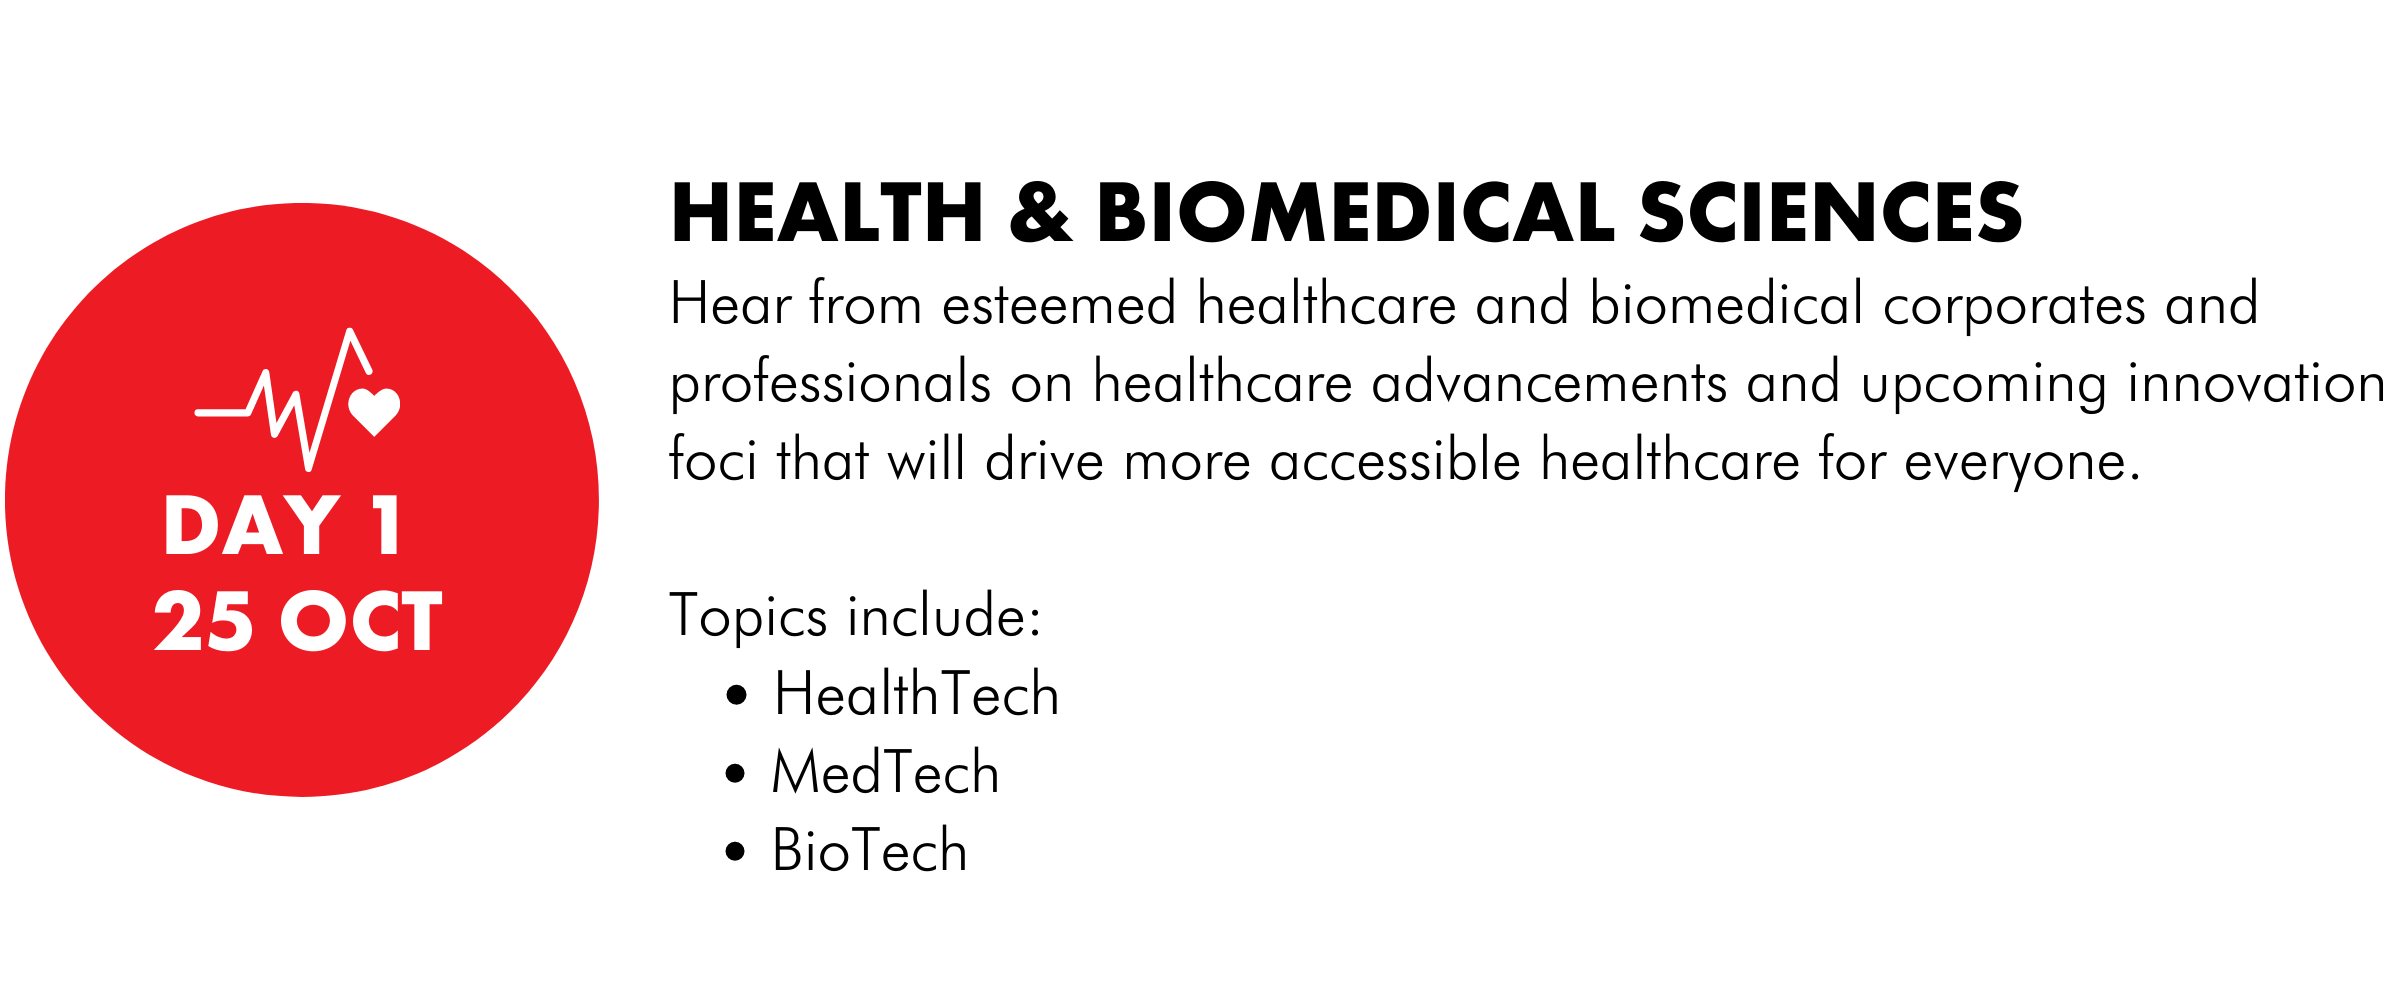 DAY 1
25 OCT
HEALTH & BIOMEDICAL SCIENCES
Hear from esteemed healthcare and biomedical corporates and
professionals on healthcare advancements and upcoming innovation
foci that will drive more accessible healthcare for everyone.
Topics include:
• HealthTech
• MedTech
• BioTech